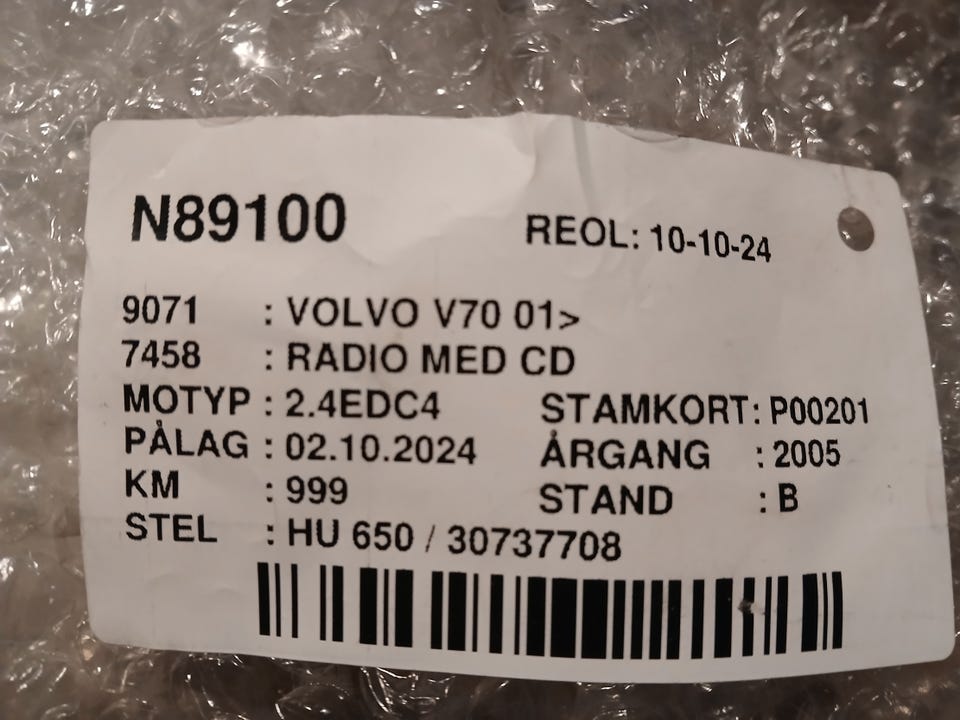 N89100 REOL: 10-10-24
9071 : VOLVO V70 01>
7458 : RADIO MED CD
MOTYP : 2.4EDC4 STAMKORT: P00201
PÅLAG : 02.10.2024 ÅRGANG : 2005
KM : 999 STAND : B
STEL : HU 650 / 30737708